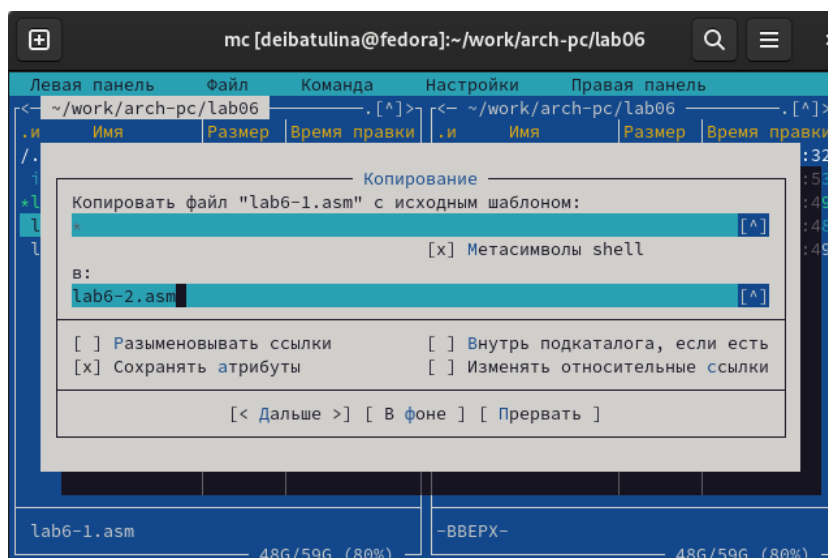 mc [deibatulina@fedora]:~/work/arch-pc/lab06
Левая панель Файл Команда Настройки Правая панель
<─ ~/work/arch-pc/lab06 ─.[^]> <─ ~/work/arch-pc/lab06 ─.[^]>
.и Имя Размер Время правки .и Имя Размер Время правки
/. :32
Копирование
Копировать файл "lab6-1.asm" с исходным шаблоном:
* [^]
[x] Метасимволы shell
в:
lab6-2.asm [^]
[ ] Разыменовывать ссылки [ ] Внутрь подкаталога, если есть
[x] Сохранять атрибуты [ ] Изменять относительные ссылки
[< Дальше >] [ В фоне ] [ Прервать ]
lab6-1.asm -ВВЕРХ-
48G/59G (80%) 48G/59G (80%)